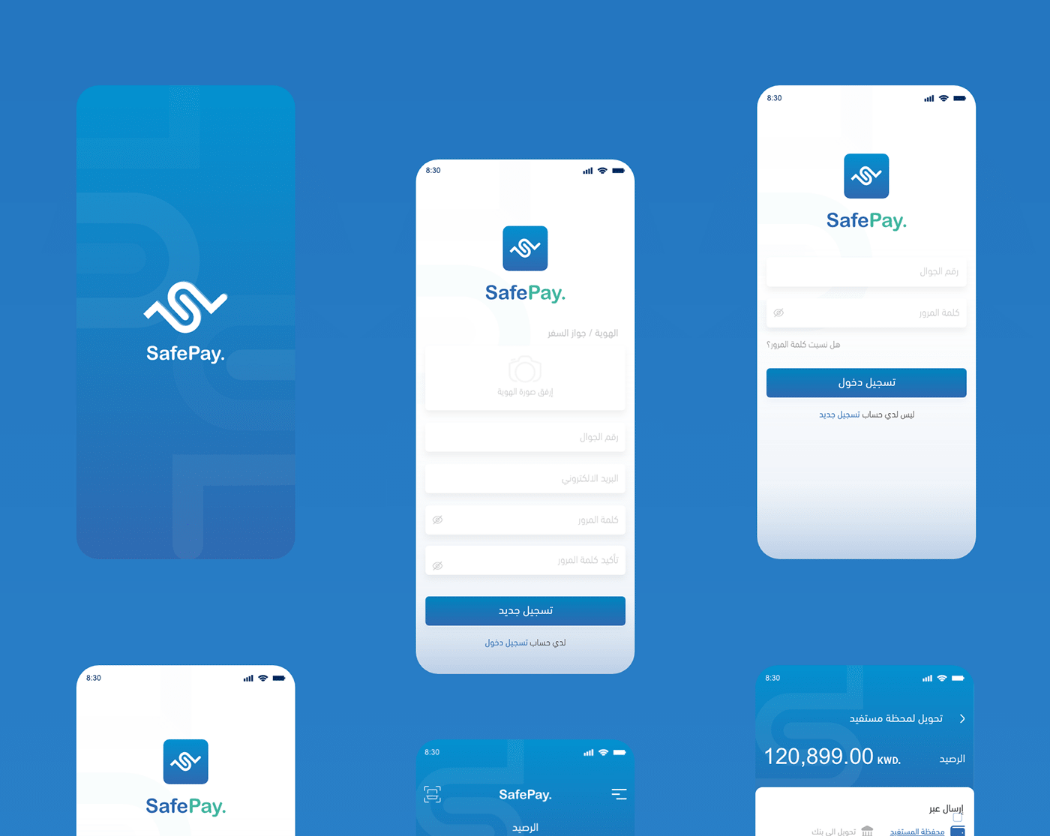 SafePay.
8:30
SafePay.
الهوية / جواز السفر
إرفق صورة الهوية
رقم الجوال
البريد الالكتروني
كلمة المرور
تأكيد كلمة المرور
تسجيل جديد
لدي حساب تسجيل دخول
8:30
SafePay.
رقم الجوال
كلمة المرور
هل نسيت كلمة المرور؟
تسجيل دخول
ليس لدي حساب تسجيل جديد
8:30
SafePay.
8:30
SafePay.
الرصيد
8:30
تحويل لمحظة مستفيد
الرصيد
120,899.00 KWD.
إرسال عبر
محفظة المستفيد
تحويل الى بنك